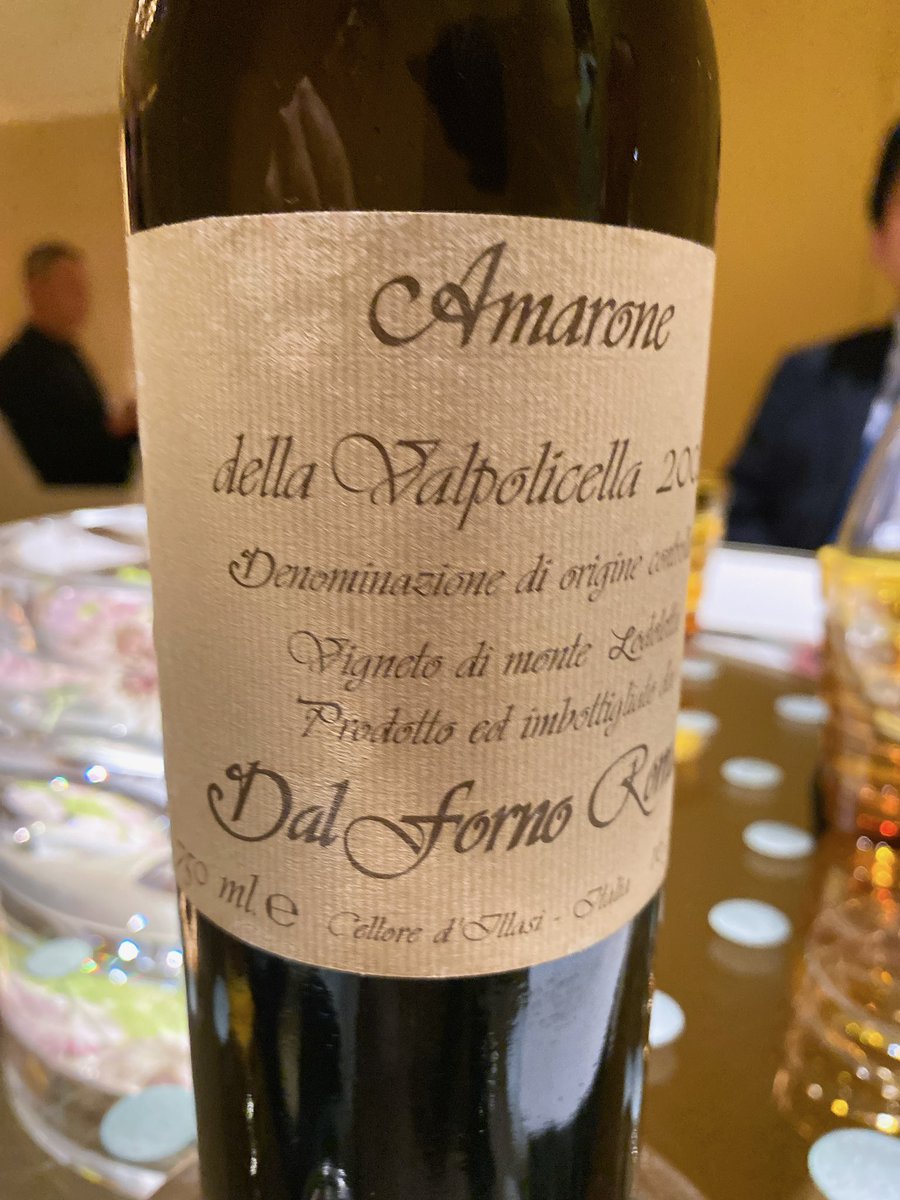 Amarone
della Valpolicella 200
Denominazione di origine
Vigneto di monte
Prodotto ed imbottigliato
Dal Forno
750 ml. e
Cellore d'Illasi - Italia